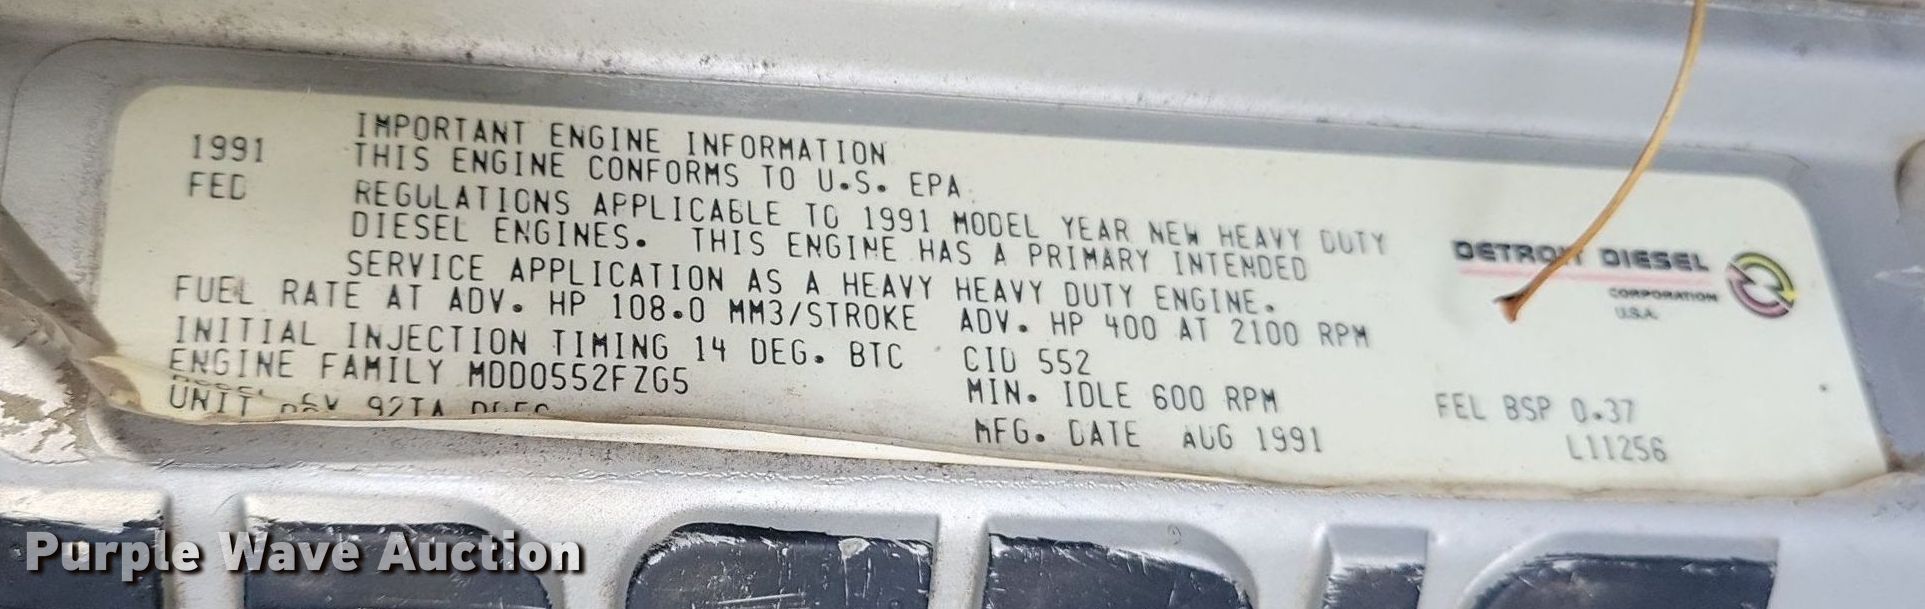 IMPORTANT ENGINE INFORMATION
1991 THIS ENGINE CONFORMS TO U.S. EPA
FED REGULATIONS APPLICABLE TO 1991 MODEL YEAR NEW HEAVY DUTY
DIESEL ENGINES. THIS ENGINE HAS A PRIMARY INTENDED
SERVICE APPLICATION AS A HEAVY HEAVY DUTY ENGINE.
DETROIT DIESEL
CORPORATION
U.S.A.
FUEL RATE AT ADV. HP 108.0 MM3/STROKE ADV. HP 400 AT 2100 RPM
INITIAL INJECTION TIMING 14 DEG. BTC CID 552
ENGINE FAMILY MDD0552FZG5 MIN. IDLE 600 RPM FEL BSP 0.37
UNIT 6V 92TA DDEC MFG. DATE AUG 1991 L11256
Purple Wave Auction